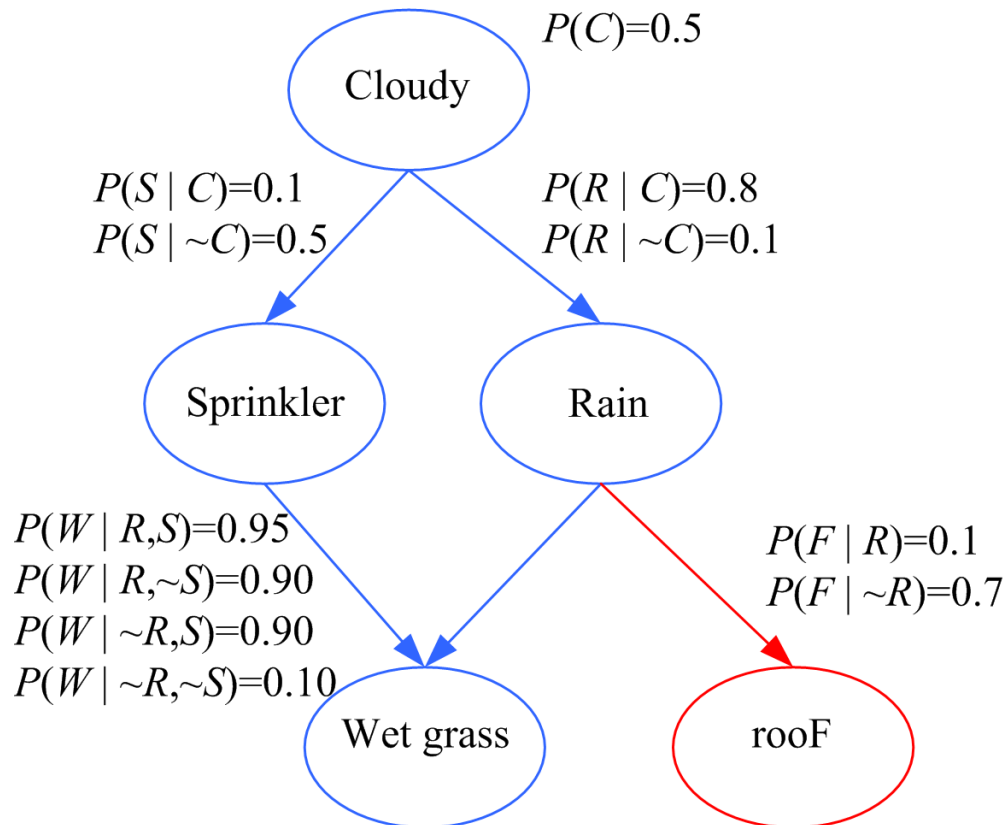 P(C)=0.5
Cloudy
P(S | C)=0.1
P(S | ~C)=0.5
P(R | C)=0.8
P(R | ~C)=0.1
Sprinkler
Rain
P(W | R,S)=0.95
P(W | R,~S)=0.90
P(W | ~R,S)=0.90
P(W | ~R,~S)=0.10
P(F | R)=0.1
P(F | ~R)=0.7
Wet grass
rooF